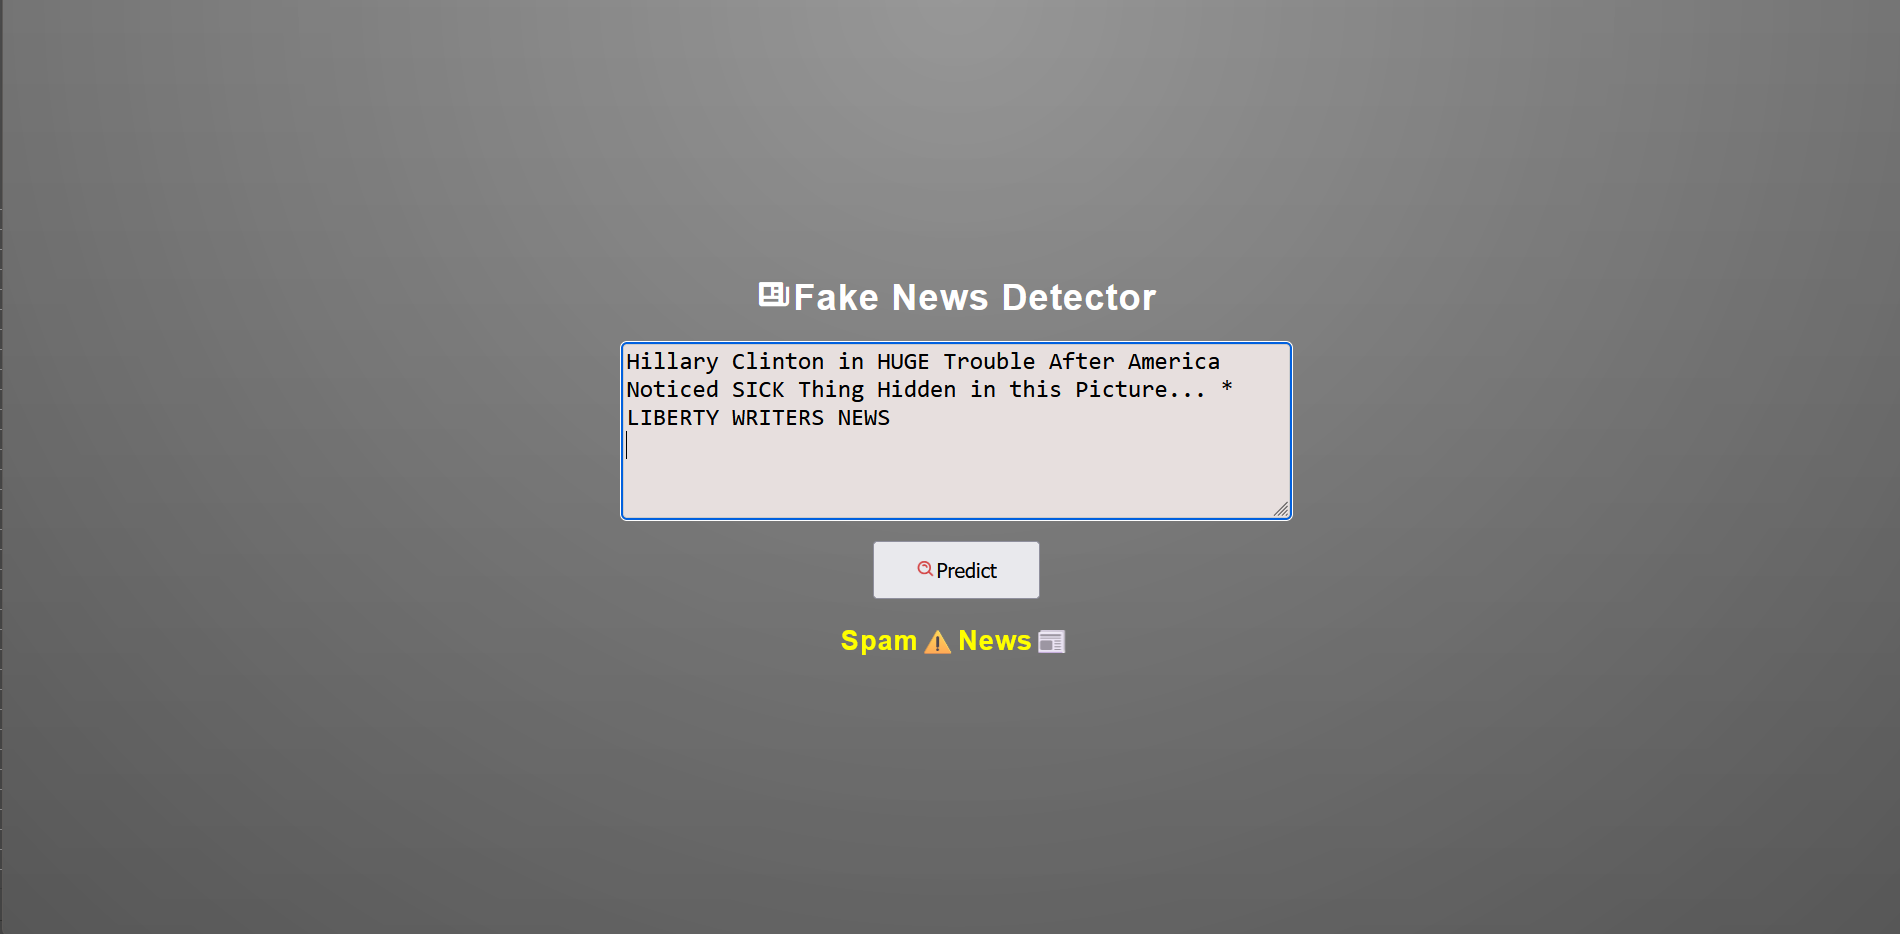 Fake News Detector
Hillary Clinton in HUGE Trouble After America
Noticed SICK Thing Hidden in this Picture... *
LIBERTY WRITERS NEWS
Predict
Spam ⚠️ News 📰